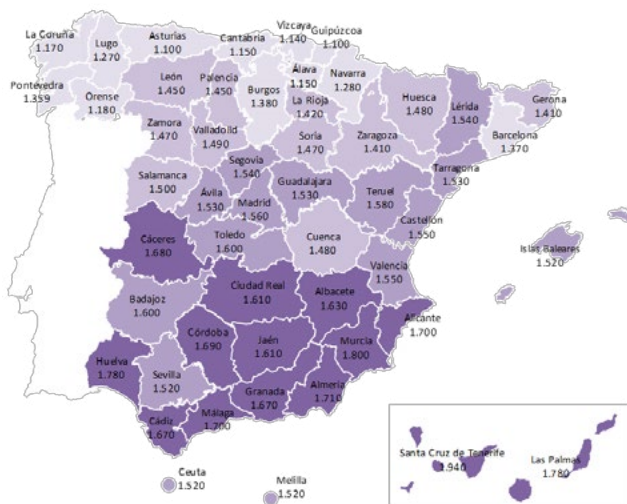 La Coruña
1.170
Lugo
1.270
Asturias
1.100
Cantabria
1.150
Vizcaya
1.140
Guipúzcoa
1.100
Pontevedra
1.359
Orense
1.180
León
1.450
Palencia
1.450
Burgos
1.380
Álava
1.150
Navarra
1.280
La Rioja
1.420
Huesca
1.480
Lérida
1.540
Gerona
1.410
Barcelona
1.370
Zamora
1.470
Valladolid
1.490
Soria
1.470
Zaragoza
1.410
Tarragona
1.530
Salamanca
1.500
Segovia
1.540
Ávila
1.530
Madrid
1.560
Guadalajara
1.530
Teruel
1.580
Castellón
1.550
Cáceres
1.680
Toledo
1.600
Cuenca
1.480
Valencia
1.550
Islas Baleares
1.520
Badajoz
1.600
Ciudad Real
1.610
Albacete
1.630
Alicante
1.700
Córdoba
1.690
Jaén
1.610
Murcia
1.800
Huelva
1.780
Sevilla
1.520
Granada
1.670
Almería
1.710
Cádiz
1.670
Málaga
1.700
Ceuta
1.520
Melilla
1.520
Santa Cruz de Tenerife
1.940
Las Palmas
1.780